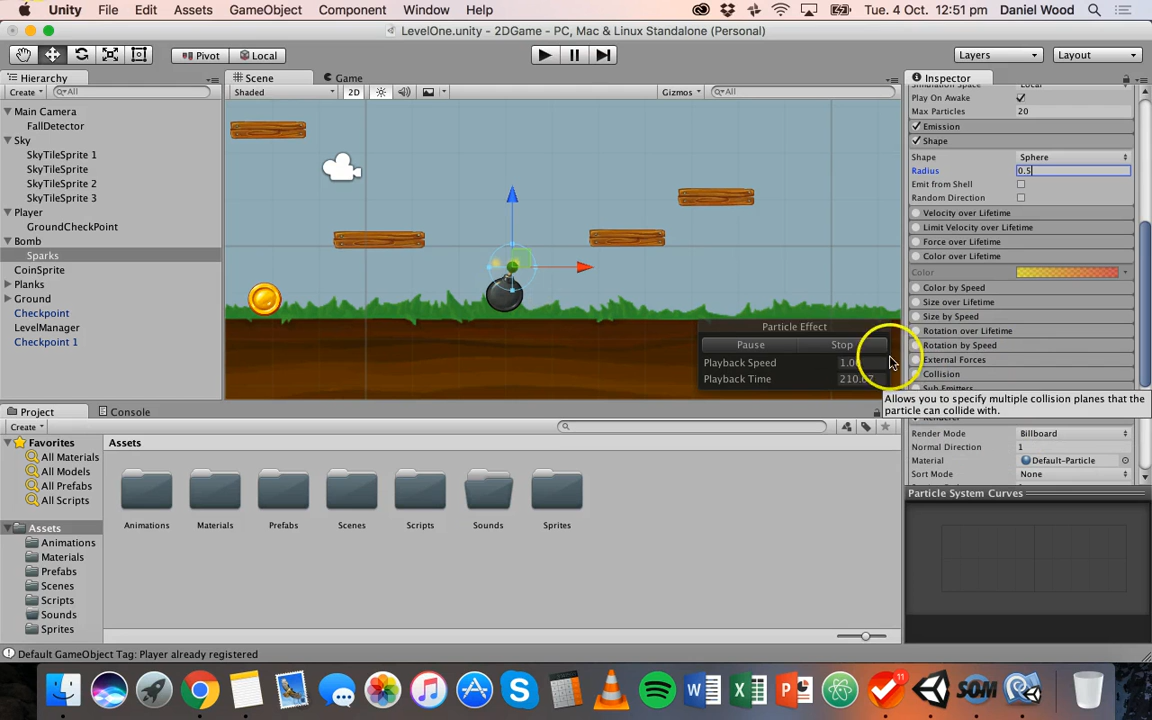 Unity File Edit Assets GameObject Component Window Help Tue. 4 Oct. 12:51 pm Daniel Wood
LevelOne.unity - 2DGame - PC, Mac & Linux Standalone (Personal)
Pivot Local Layers Layout
Hierarchy Scene Game Inspector
Create All Shaded 2D Gizmos All
Play On Awake
Max Particles 20
Emission
Shape
Shape Sphere
Radius 0.5
Emit from Shell
Random Direction
Velocity over Lifetime
Limit Velocity over Lifetime
Force over Lifetime
Color over Lifetime
Color
Color by Speed
Size over Lifetime
Size by Speed
Rotation over Lifetime
Rotation by Speed
External Forces
Collision
Sub Emitters
Allows you to specify multiple collision planes that the
particle can collide with.
Render Mode Billboard
Normal Direction 1
Material Default-Particle
Sort Mode None
Particle System Curves
Main Camera
FallDetector
Sky
SkyTileSprite 1
SkyTileSprite
SkyTileSprite 2
SkyTileSprite 3
Player
GroundCheckPoint
Bomb
Sparks
CoinSprite
Planks
Ground
Checkpoint
LevelManager
Checkpoint 1
Particle Effect
Pause Stop
Playback Speed 1.00
Playback Time
Project Console
Create
Favorites
All Materials
All Models
All Prefabs
All Scripts
Assets
Animations
Materials
Prefabs
Scenes
Scripts
Sounds
Sprites
Assets
Animations Materials Prefabs Scenes Scripts Sounds Sprites
Default GameObject Tag: Player already registered
11
SOM